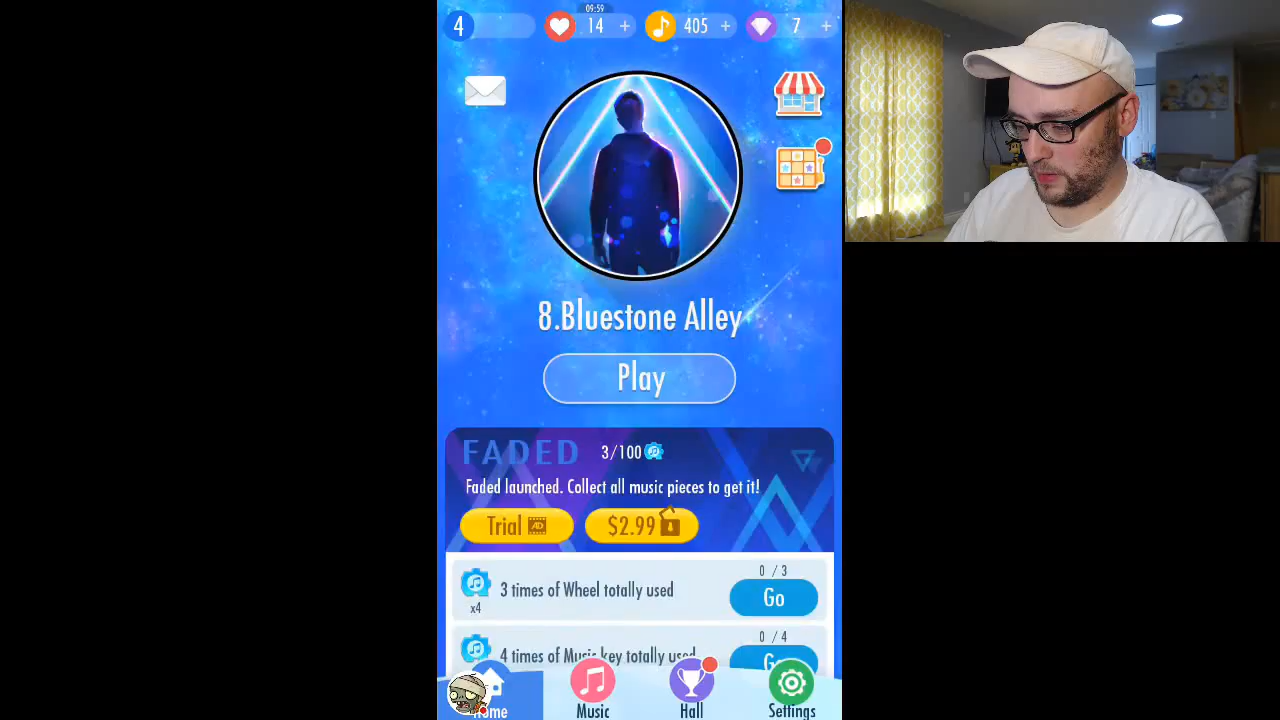 4
09:59
14 +
405 +
7 +
8.Bluestone Alley
Play
FADED 3/100
Faded launched. Collect all music pieces to get it!
Trial AD
$2.99
0 / 3
3 times of Wheel totally used
Go
x4
0 / 4
4 times of Music key totally used
Home
Music
Hall
Settings